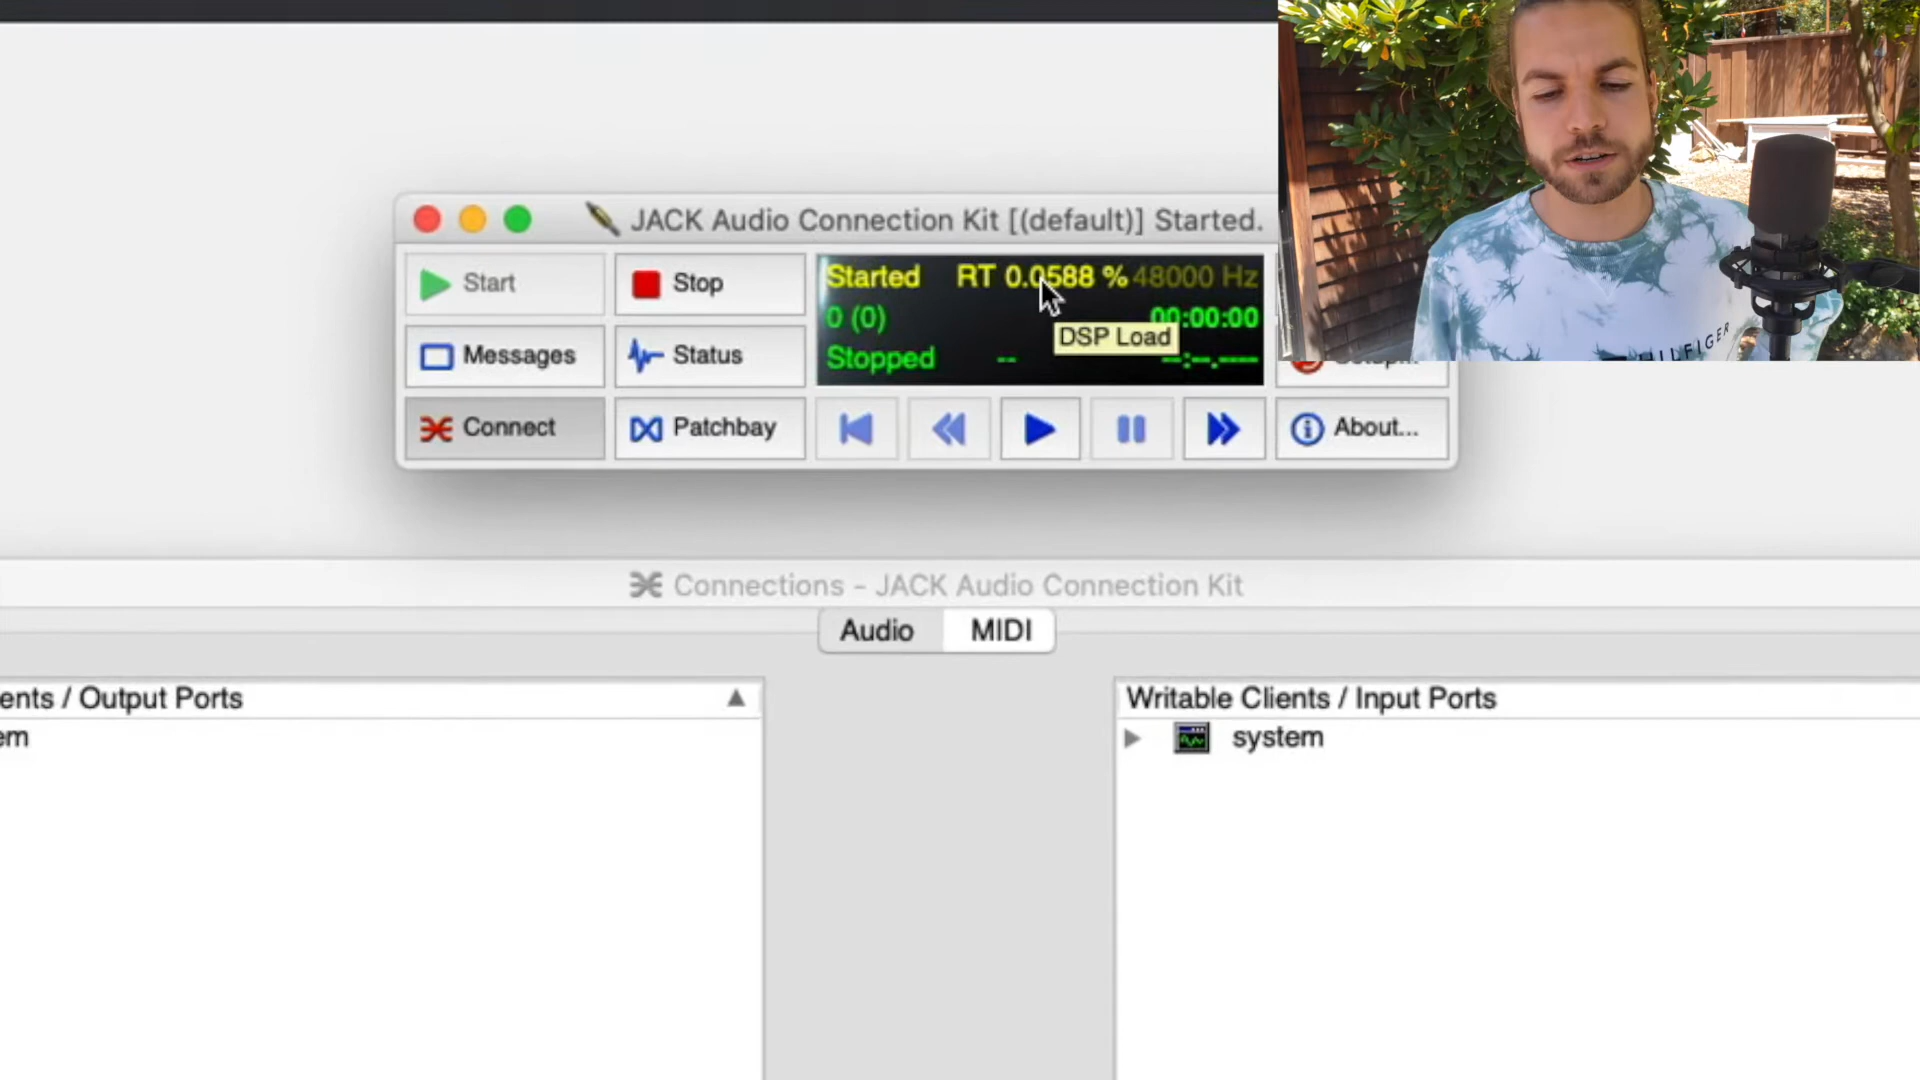 JACK Audio Connection Kit [(default)] Started.
Start
Stop
Started RT 0.0588 % 48000 Hz
0 (0) 00:00:00
DSP Load
Messages
Status
Stopped -- --:--.----
Connect
Patchbay
About...
HILFIGER
Connections - JACK Audio Connection Kit
Audio MIDI
ents / Output Ports
em
Writable Clients / Input Ports
system